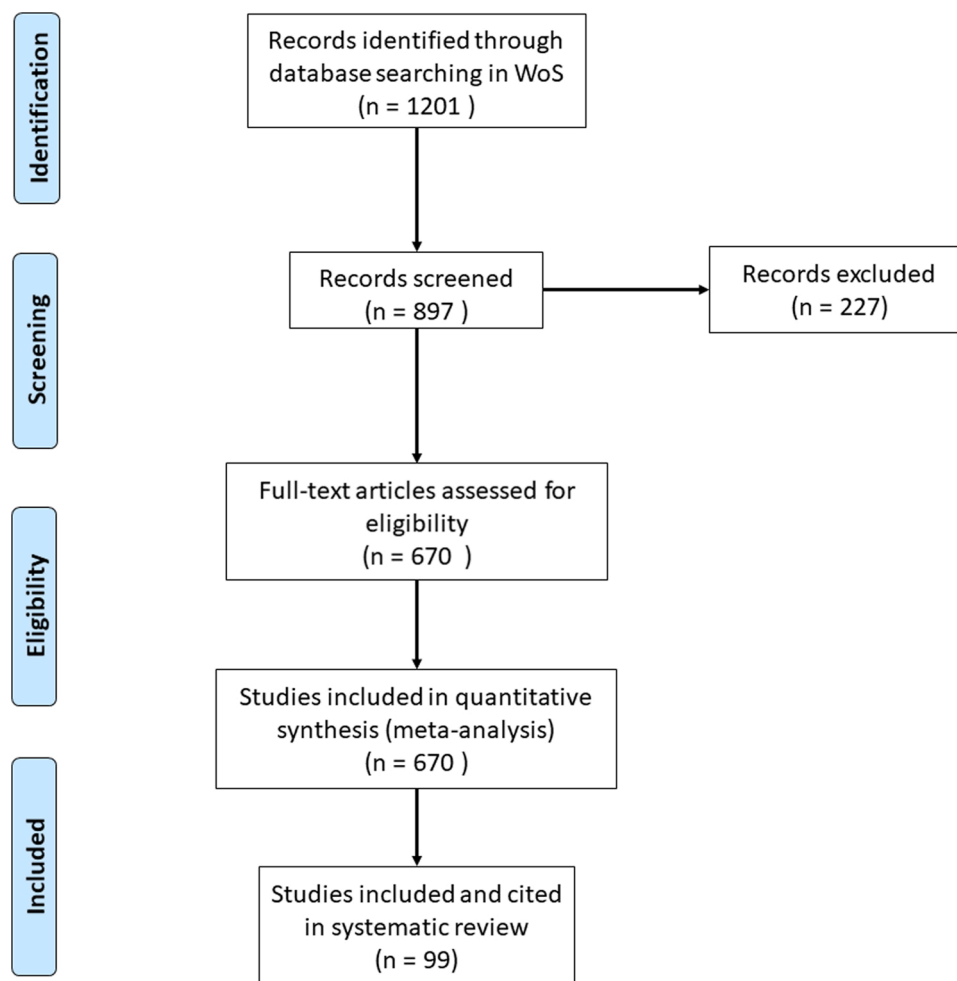 Identification
Records identified through
database searching in WoS
(n = 1201 )
Screening
Records screened
(n = 897 )
Records excluded
(n = 227)
Eligibility
Full-text articles assessed for
eligibility
(n = 670 )
Studies included in quantitative
synthesis (meta-analysis)
(n = 670 )
Included
Studies included and cited
in systematic review
(n = 99)